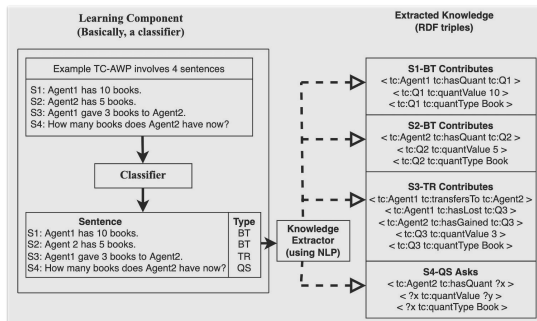 Learning Component
(Basically, a classifier)
Example TC-AWP involves 4 sentences
S1: Agent1 has 10 books.
S2: Agent2 has 5 books.
S3: Agent1 gave 3 books to Agent2.
S4: How many books does Agent2 have now?
Classifier
Sentence Type
S1: Agent1 has 10 books. BT
S2: Agent 2 has 5 books. BT
S3: Agent1 gave 3 books to Agent2. TR
S4: How many books does Agent2 have now? QS
Knowledge
Extractor
(using NLP)
Extracted Knowledge
(RDF triples)
S1-BT Contributes
< tc:Agent1 tc:hasQuant tc:Q1 >
< tc:Q1 tc:quantValue 10 >
< tc:Q1 tc:quantType Book >
S2-BT Contributes
< tc:Agent2 tc:hasQuant tc:Q2 >
< tc:Q2 tc:quantValue 5 >
< tc:Q2 tc:quantType Book
S3-TR Contributes
< tc:Agent1 tc:transfersTo tc:Agent2 >
< tc:Agent1 tc:hasLost tc:Q3 >
< tc:Agent2 tc:hasGained tc:Q3 >
< tc:Q3 tc:quantValue 3 >
< tc:Q3 tc:quantType Book >
S4-QS Asks
< tc:Agent2 tc:hasQuant ?x >
< ?x tc:quantValue ?y >
< ?x tc:quantType Book >